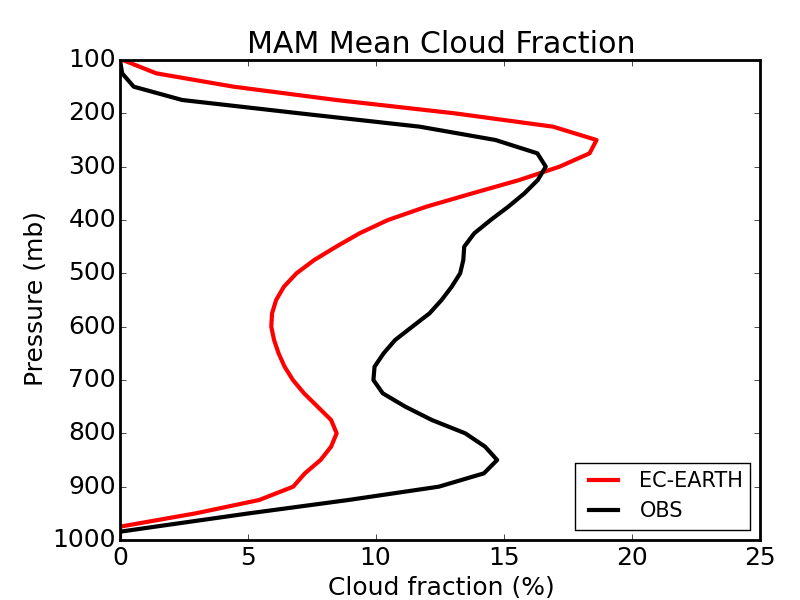 MAM Mean Cloud Fraction
100
200
300
400
500
600
700
800
900
1000
Pressure (mb)
0 5 10 15 20 25
Cloud fraction (%)
EC-EARTH
OBS